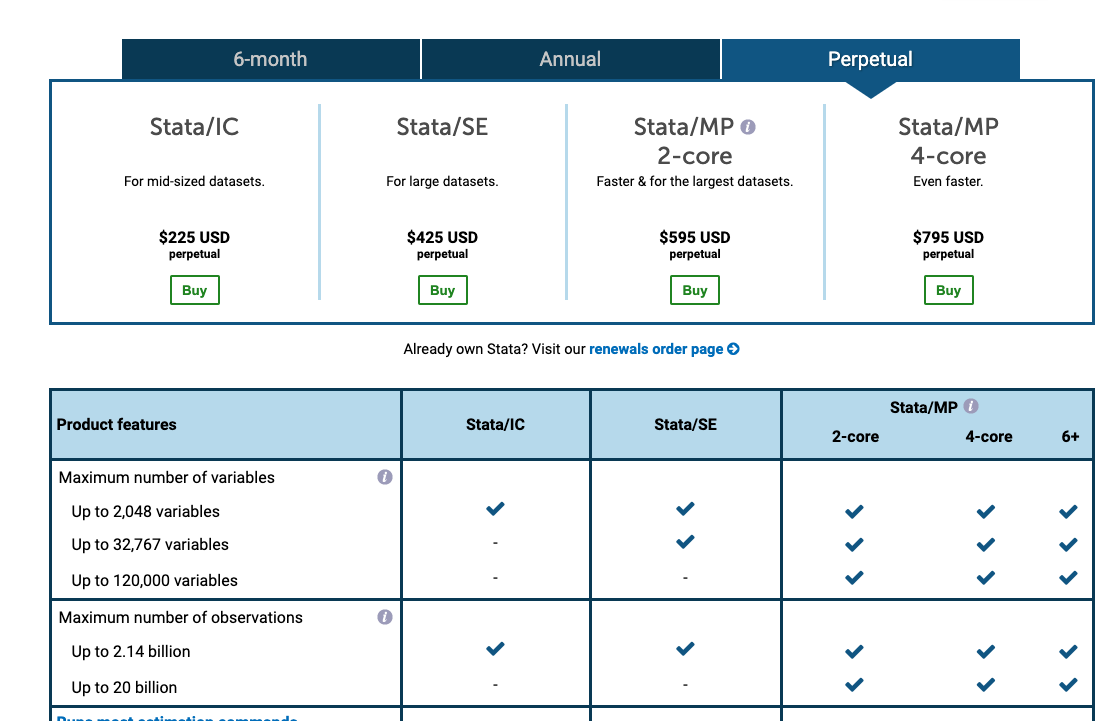 6-month Annual Perpetual
Stata/IC Stata/SE Stata/MP i Stata/MP
2-core 4-core
For mid-sized datasets. For large datasets. Faster & for the largest datasets. Even faster.
$225 USD $425 USD $595 USD $795 USD
perpetual perpetual perpetual perpetual
Buy Buy Buy Buy
Already own Stata? Visit our renewals order page
Stata/MP i
Product features Stata/IC Stata/SE
2-core 4-core 6+
Maximum number of variables i
Up to 2,048 variables
Up to 32,767 variables -
Up to 120,000 variables - -
Maximum number of observations i
Up to 2.14 billion
Up to 20 billion - -